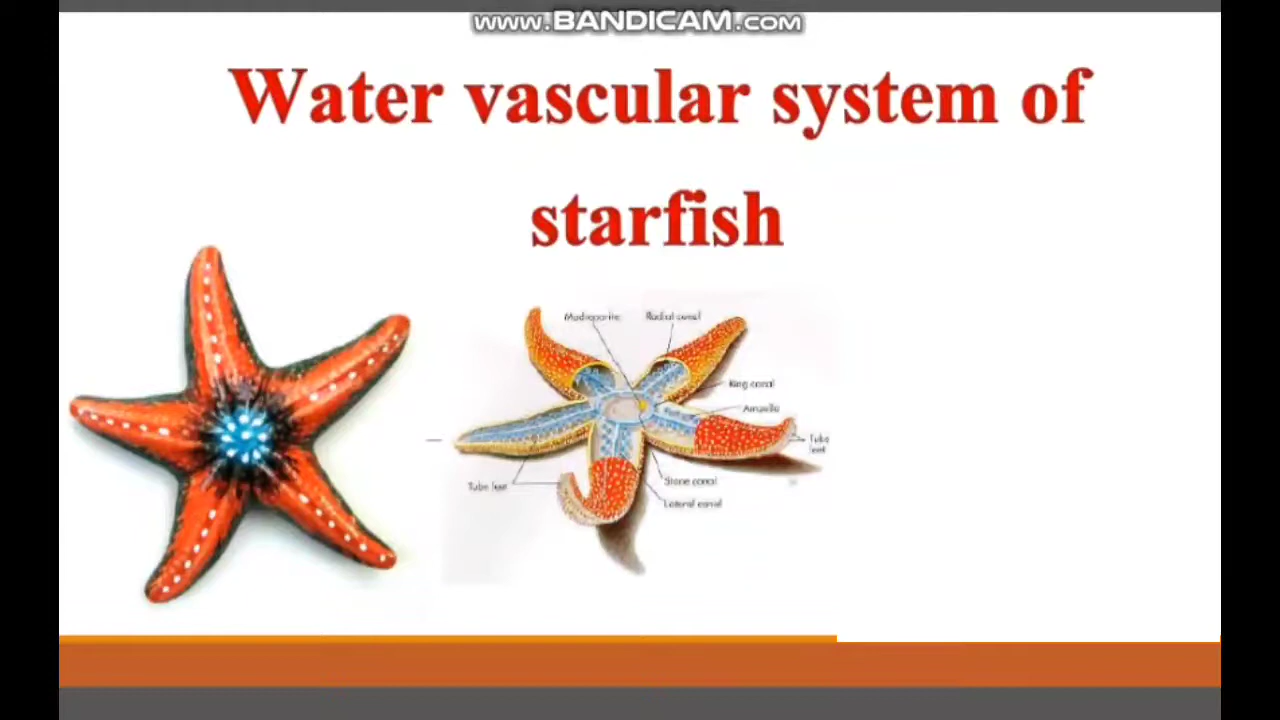 www.BANDICAM.com
Water vascular system of
starfish
Madreporite
Radial canal
Ring canal
Ampulla
Tube
feet
Tube feet
Stone canal
Lateral canal